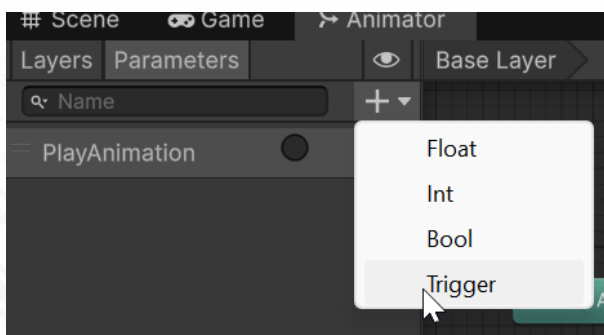 Scene Game Animator
Layers Parameters Base Layer
Name
PlayAnimation
Float
Int
Bool
Trigger